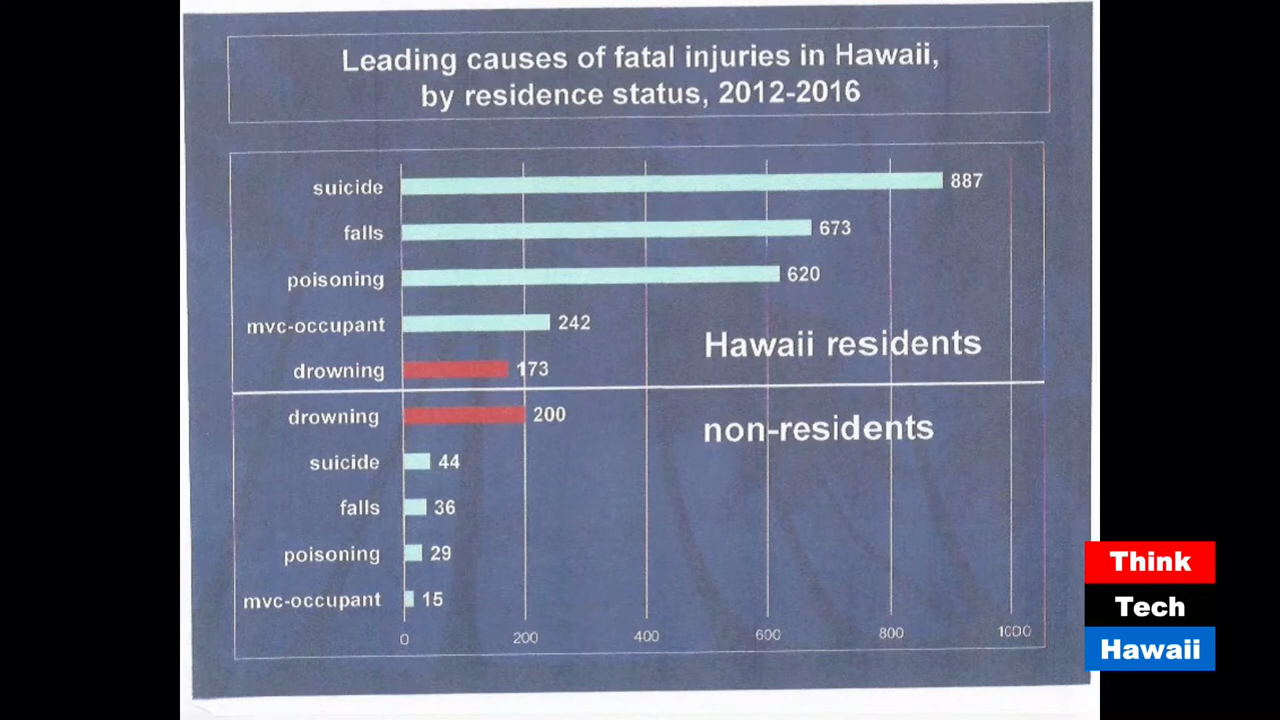 Leading causes of fatal injuries in Hawaii,
by residence status, 2012-2016
suicide 887
falls 673
poisoning 620
mvc-occupant 242
Hawaii residents
drowning 173
drowning 200
non-residents
suicide 44
falls 36
poisoning 29
mvc-occupant 15
0 200 400 600 800 1000
Think
Tech
Hawaii